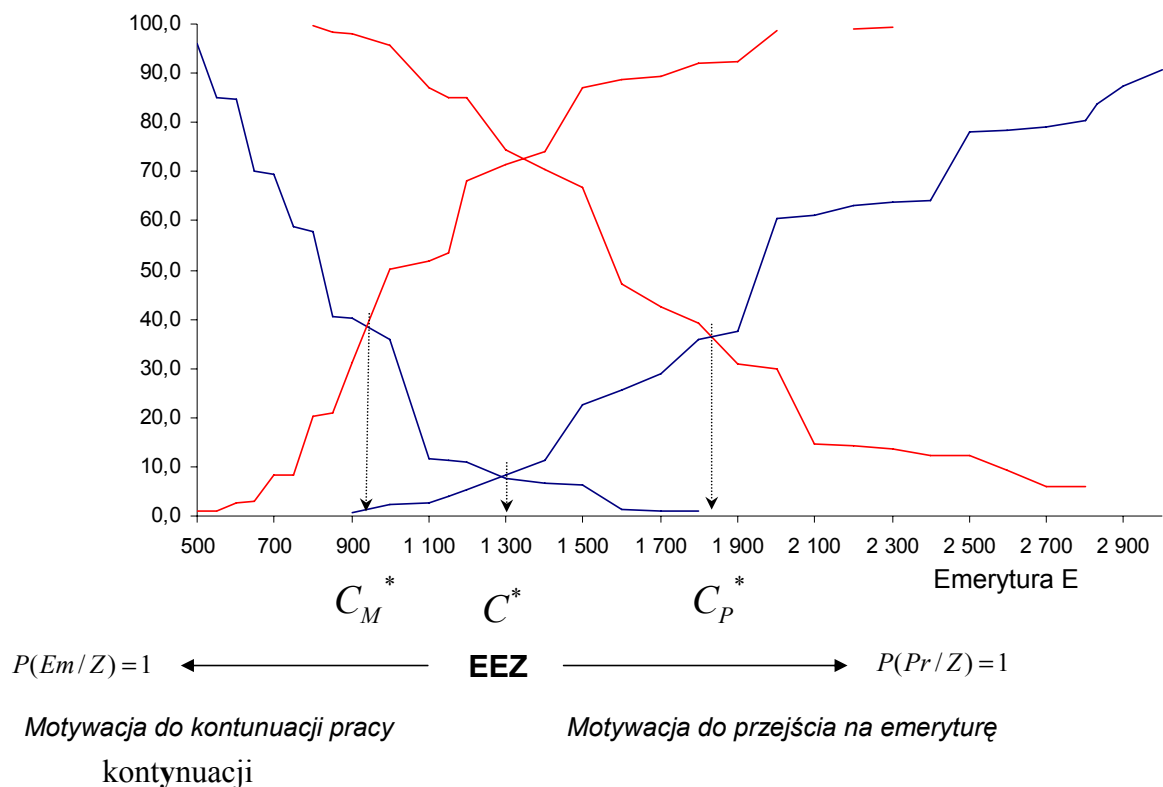 100,0
90,0
80,0
70,0
60,0
50,0
40,0
30,0
20,0
10,0
0,0
500 700 900 1 100 1 300 1 500 1 700 1 900 2 100 2 300 2 500 2 700 2 900
Emerytura E
C_M^* C^* C_P^*
P(Em/Z)=1 EEZ P(Pr/Z)=1
Motywacja do kontunuacji pracy Motywacja do przejścia na emeryturę
kontynuacji